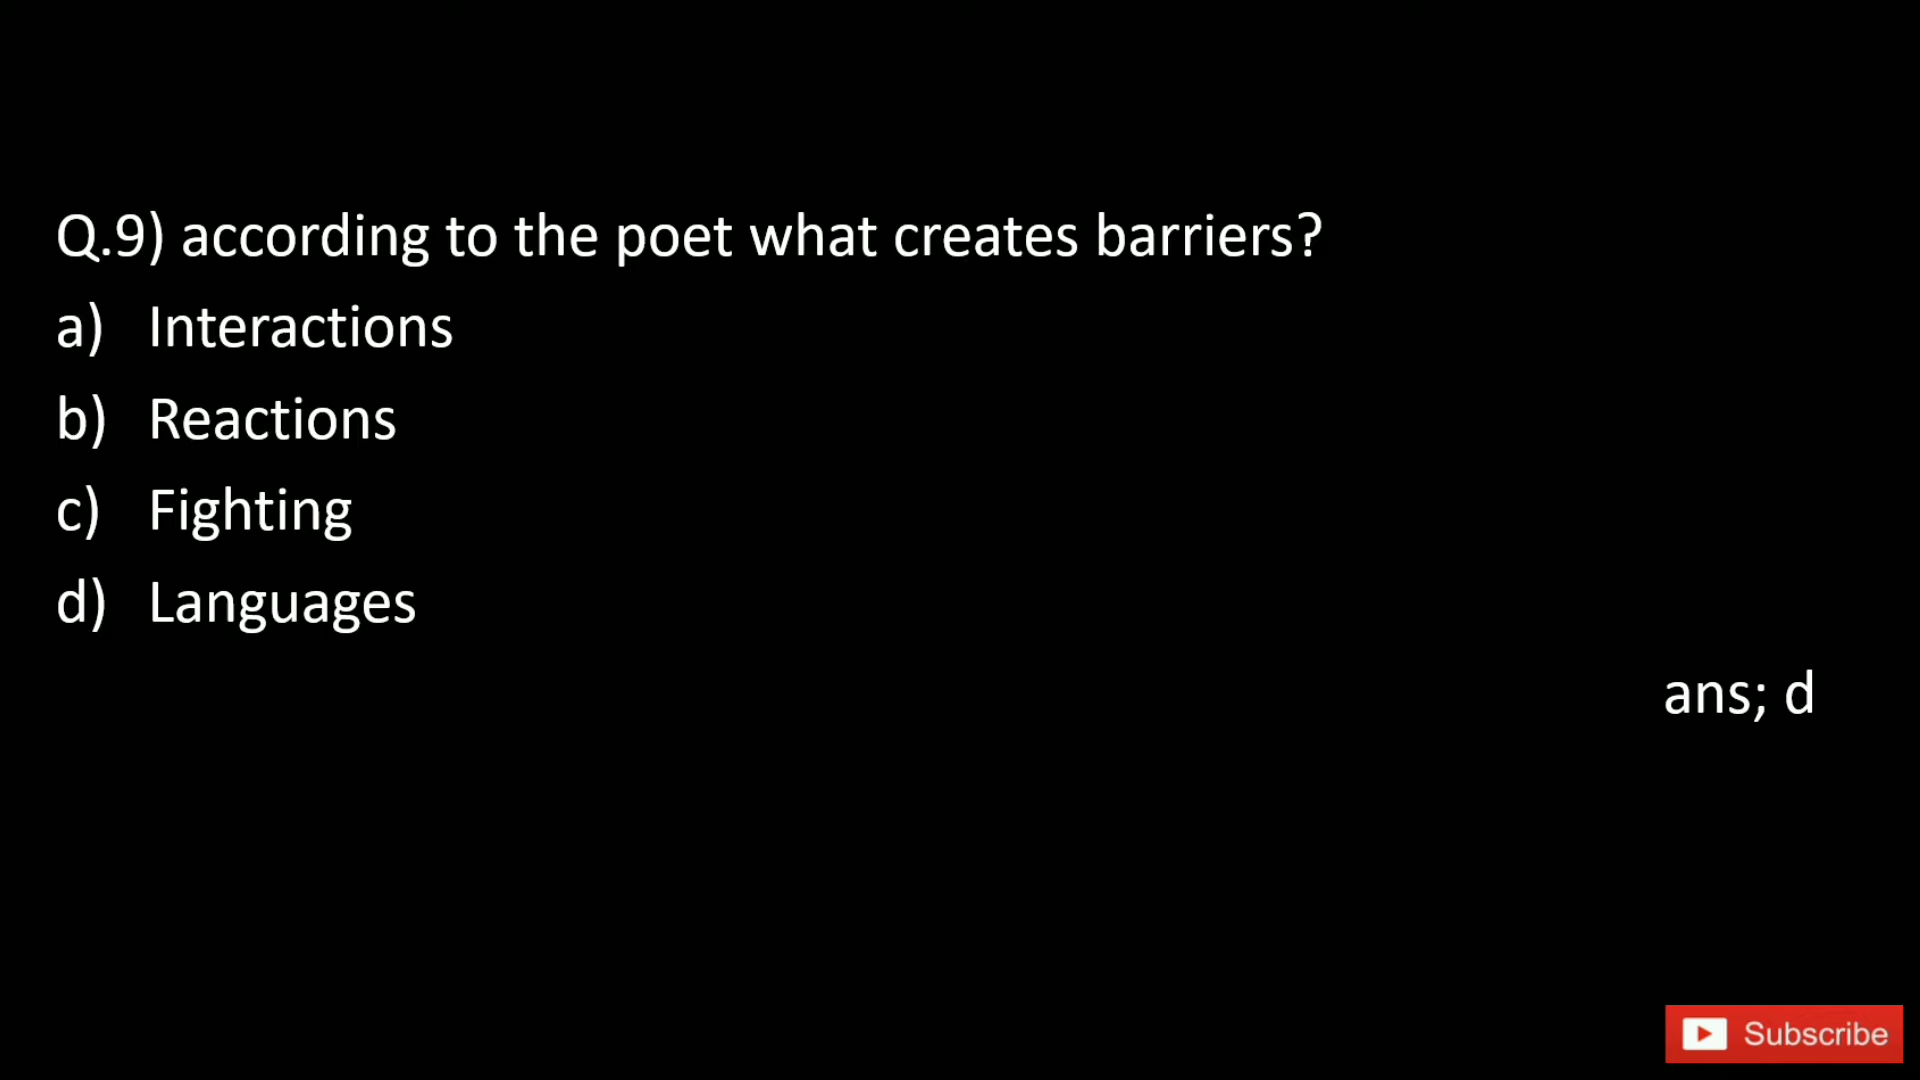 Q.9) according to the poet what creates barriers?
a) Interactions
b) Reactions
c) Fighting
d) Languages
ans; d
Subscribe